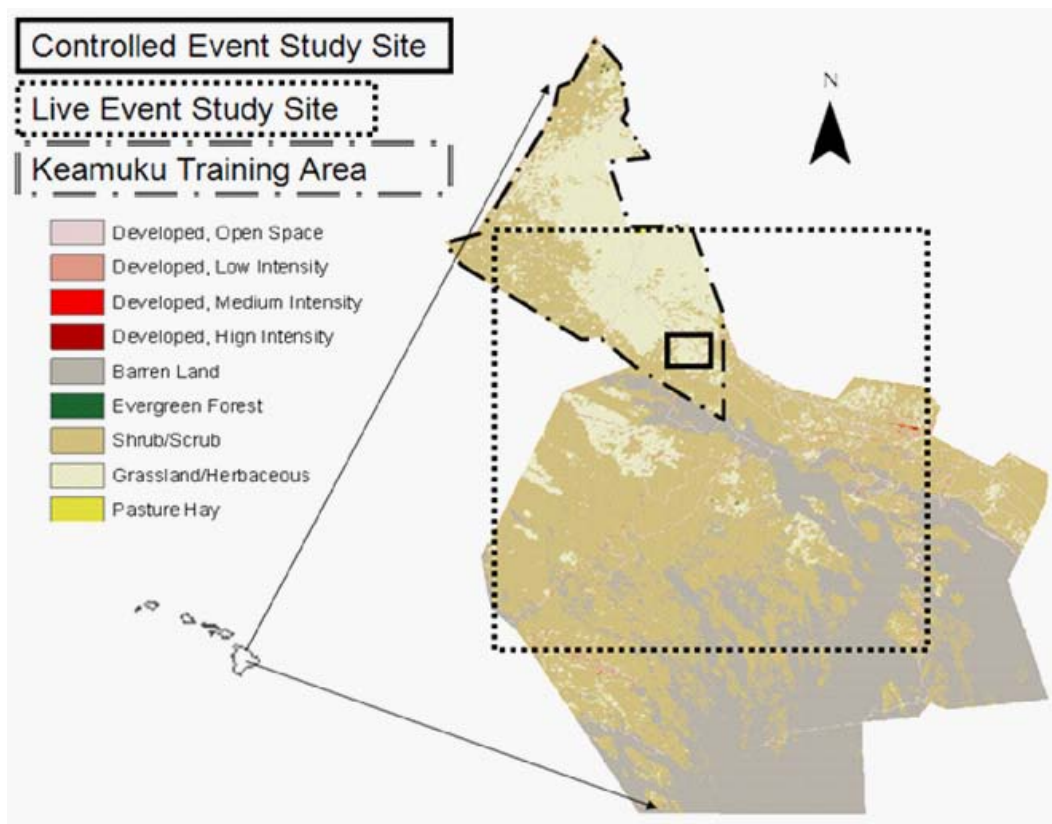 Controlled Event Study Site
Live Event Study Site
Keamuku Training Area
N
Developed, Open Space
Developed, Low Intensity
Developed, Medium Intensity
Developed, Hign Intensity
Barren Land
Evergreen Forest
Shrub/Scrub
Grassland/Herbaceous
Pasture Hay